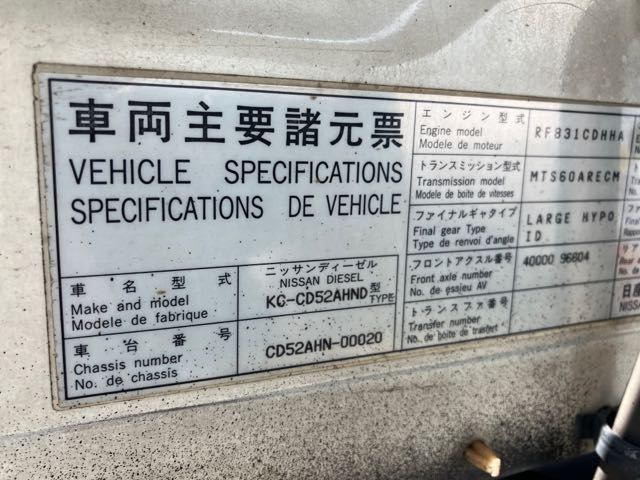 車両主要諸元票
VEHICLE SPECIFICATIONS
SPECIFICATIONS DE VEHICLE
車名型式
Make and model
Modele de fabrique
ニッサンディーゼル
NISSAN DIESEL
KC-CD52AHND 型 TYPE
車台番号
Chassis number
No. de chassis
CD52AHN-00020
エンジン型式
Engine model
Modele de moteur
RF831CDHHA
トランスミッション型式
Transmission model
Modele de boite de vitesses
MTS60ARECM
ファイナルギヤタイプ
Final gear Type
Type de renvoi d'angle
LARGE HYPO
ID
フロントアクスル番号
Front axle number
No. de essieu AV
40000 96604
トランスファ番号
Transfer number
No. de boite de trasfert
日産
NISS